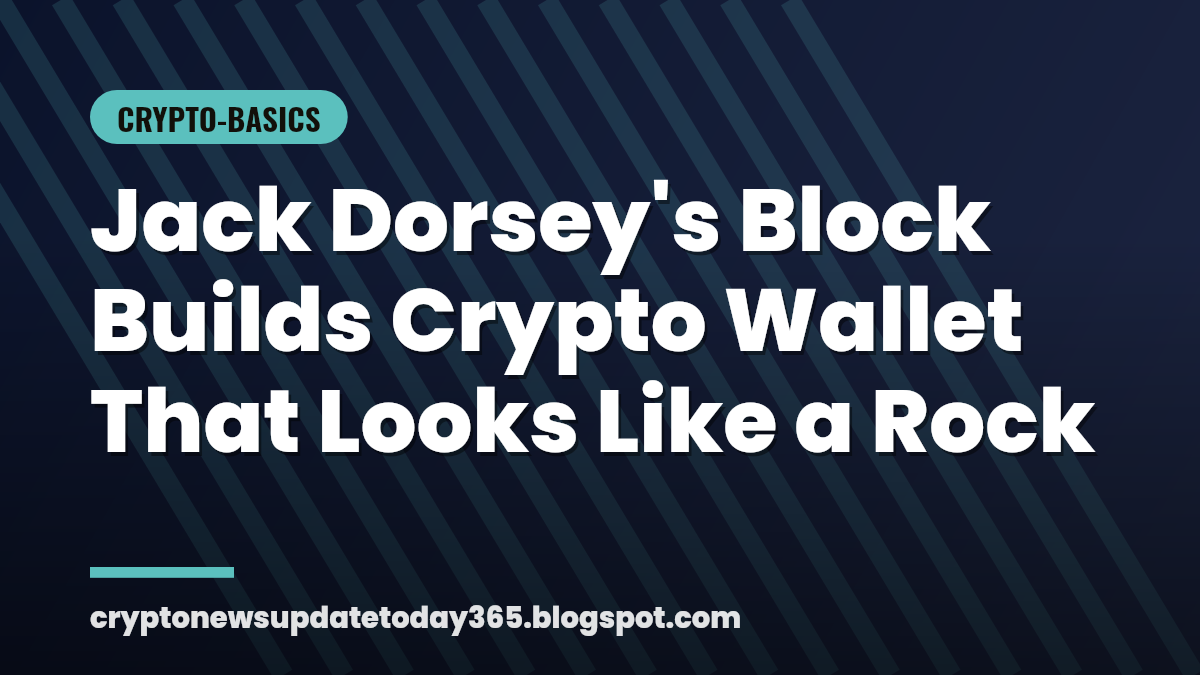 CRYPTO-BASICS
Jack Dorsey's Block
Builds Crypto Wallet
That Looks Like a Rock
cryptonewsupdatetoday365.blogspot.com